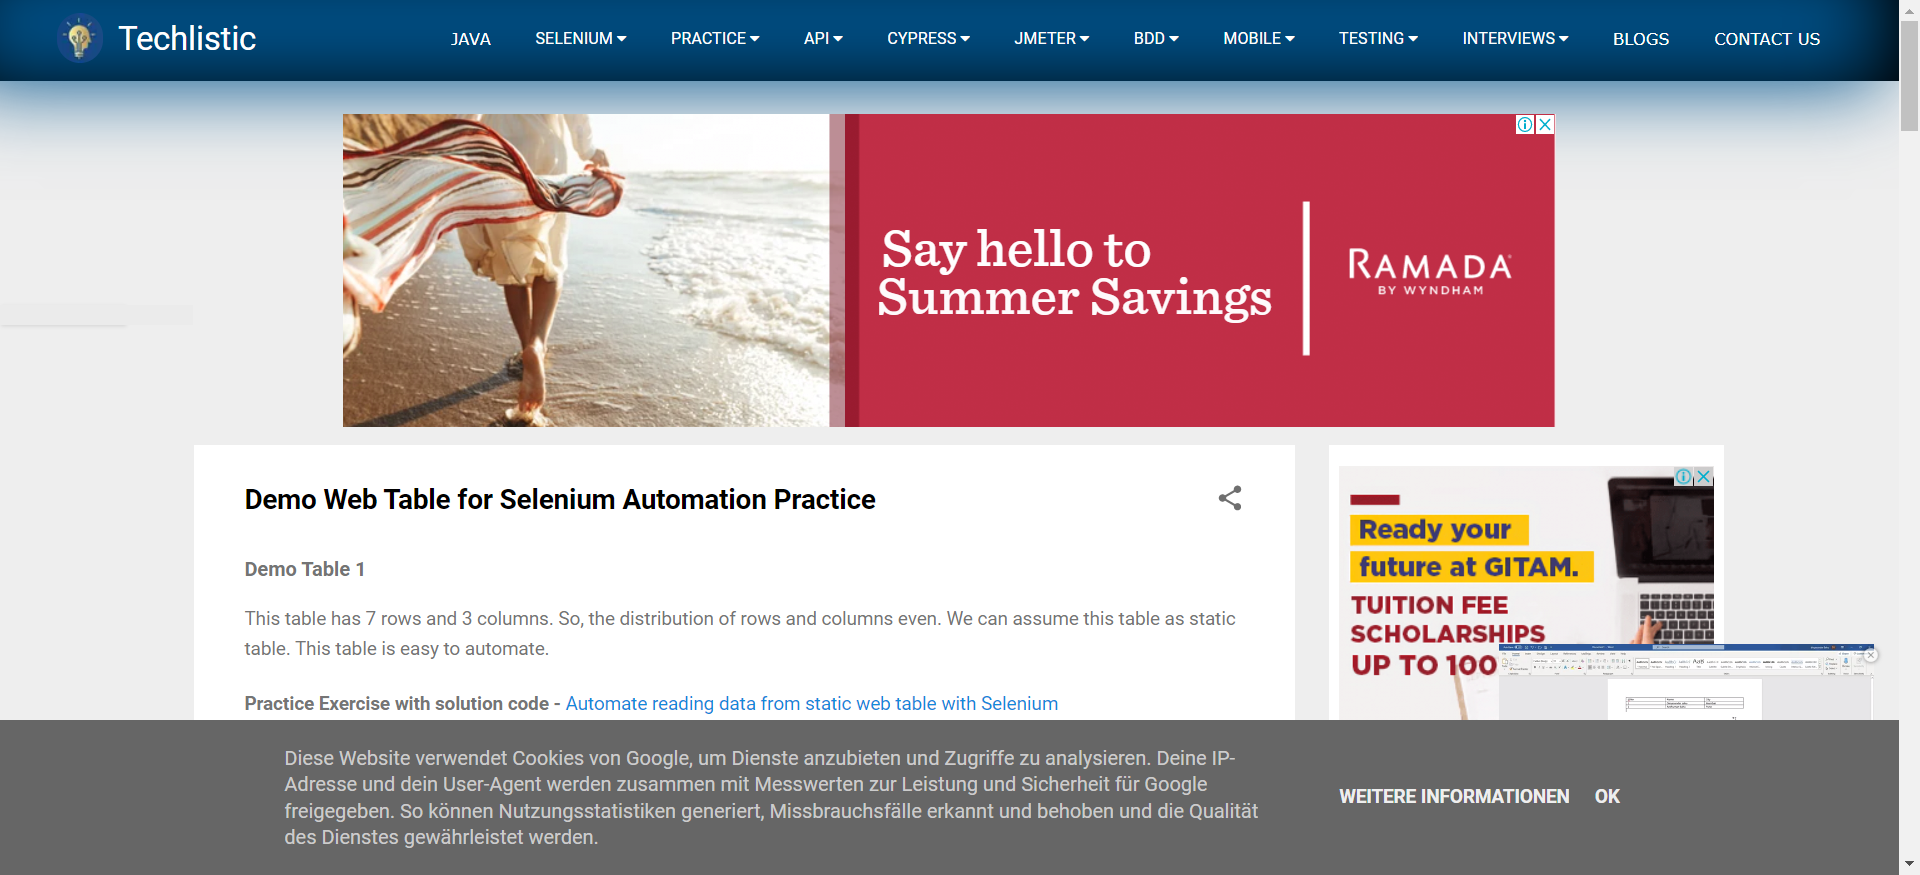 Techlistic
JAVA
SELENIUM
PRACTICE
API
CYPRESS
JMETER
BDD
MOBILE
TESTING
INTERVIEWS
BLOGS
CONTACT US
Say hello to
Summer Savings
RAMADA
BY WYNDHAM
Demo Web Table for Selenium Automation Practice
Demo Table 1
This table has 7 rows and 3 columns. So, the distribution of rows and columns even. We can assume this table as static
table. This table is easy to automate.
Practice Exercise with solution code - Automate reading data from static web table with Selenium
Ready your
future at GITAM.
TUITION FEE
SCHOLARSHIPS
UP TO 100
Diese Website verwendet Cookies von Google, um Dienste anzubieten und Zugriffe zu analysieren. Deine IP-
Adresse und dein User-Agent werden zusammen mit Messwerten zur Leistung und Sicherheit für Google
freigegeben. So können Nutzungsstatistiken generiert, Missbrauchsfälle erkannt und behoben und die Qualität
des Dienstes gewährleistet werden.
WEITERE INFORMATIONEN
OK